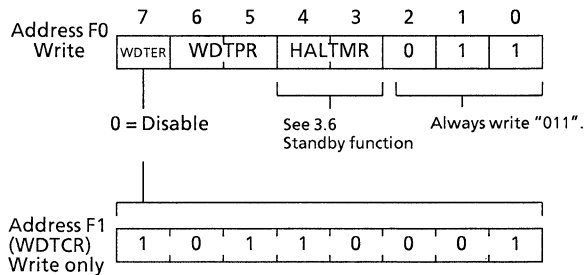 7 6 5 4 3 2 1 0
Address F0
Write
WDTER WDTPR HALTMR 0 1 1
0 = Disable
See 3.6
Standby function
Always write "011".
Address F1
(WDTCR)
Write only
1 0 1 1 0 0 0 1